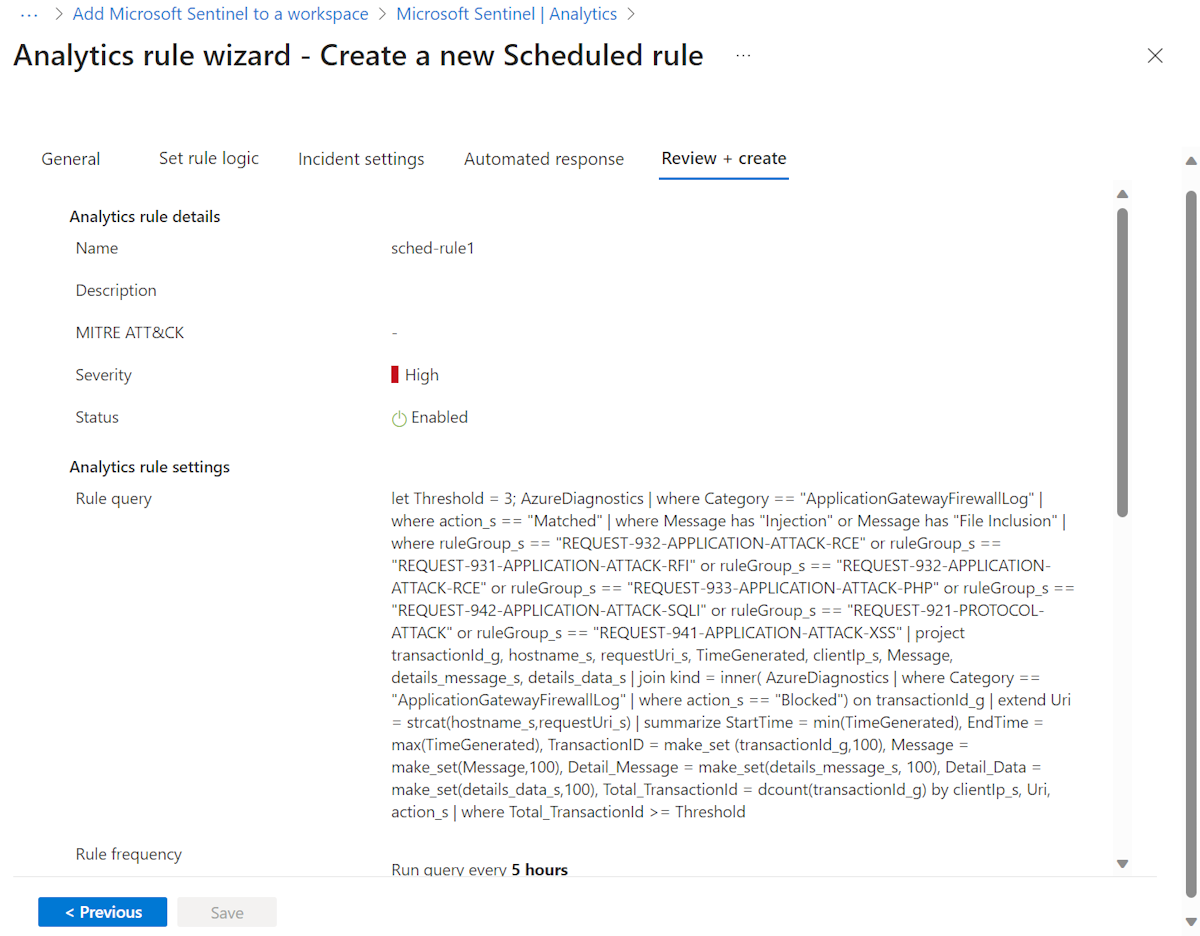 ··· > Add Microsoft Sentinel to a workspace > Microsoft Sentinel | Analytics >
Analytics rule wizard - Create a new Scheduled rule ···
General Set rule logic Incident settings Automated response Review + create
Analytics rule details
Name sched-rule1
Description
MITRE ATT&CK -
Severity High
Status Enabled
Analytics rule settings
Rule query let Threshold = 3; AzureDiagnostics | where Category == "ApplicationGatewayFirewallLog" |
where action_s == "Matched" | where Message has "Injection" or Message has "File Inclusion" |
where ruleGroup_s == "REQUEST-932-APPLICATION-ATTACK-RCE" or ruleGroup_s ==
"REQUEST-931-APPLICATION-ATTACK-RFI" or ruleGroup_s == "REQUEST-932-APPLICATION-
ATTACK-RCE" or ruleGroup_s == "REQUEST-933-APPLICATION-ATTACK-PHP" or ruleGroup_s ==
"REQUEST-942-APPLICATION-ATTACK-SQLI" or ruleGroup_s == "REQUEST-921-PROTOCOL-
ATTACK" or ruleGroup_s == "REQUEST-941-APPLICATION-ATTACK-XSS" | project
transactionId_g, hostname_s, requestUri_s, TimeGenerated, clientIp_s, Message,
details_message_s, details_data_s | join kind = inner( AzureDiagnostics | where Category ==
"ApplicationGatewayFirewallLog" | where action_s == "Blocked") on transactionId_g | extend Uri
= strcat(hostname_s,requestUri_s) | summarize StartTime = min(TimeGenerated), EndTime =
max(TimeGenerated), TransactionID = make_set (transactionId_g,100), Message =
make_set(Message,100), Detail_Message = make_set(details_message_s, 100), Detail_Data =
make_set(details_data_s,100), Total_TransactionId = dcount(transactionId_g) by clientIp_s, Uri,
action_s | where Total_TransactionId >= Threshold
Rule frequency Run query every 5 hours
< Previous Save